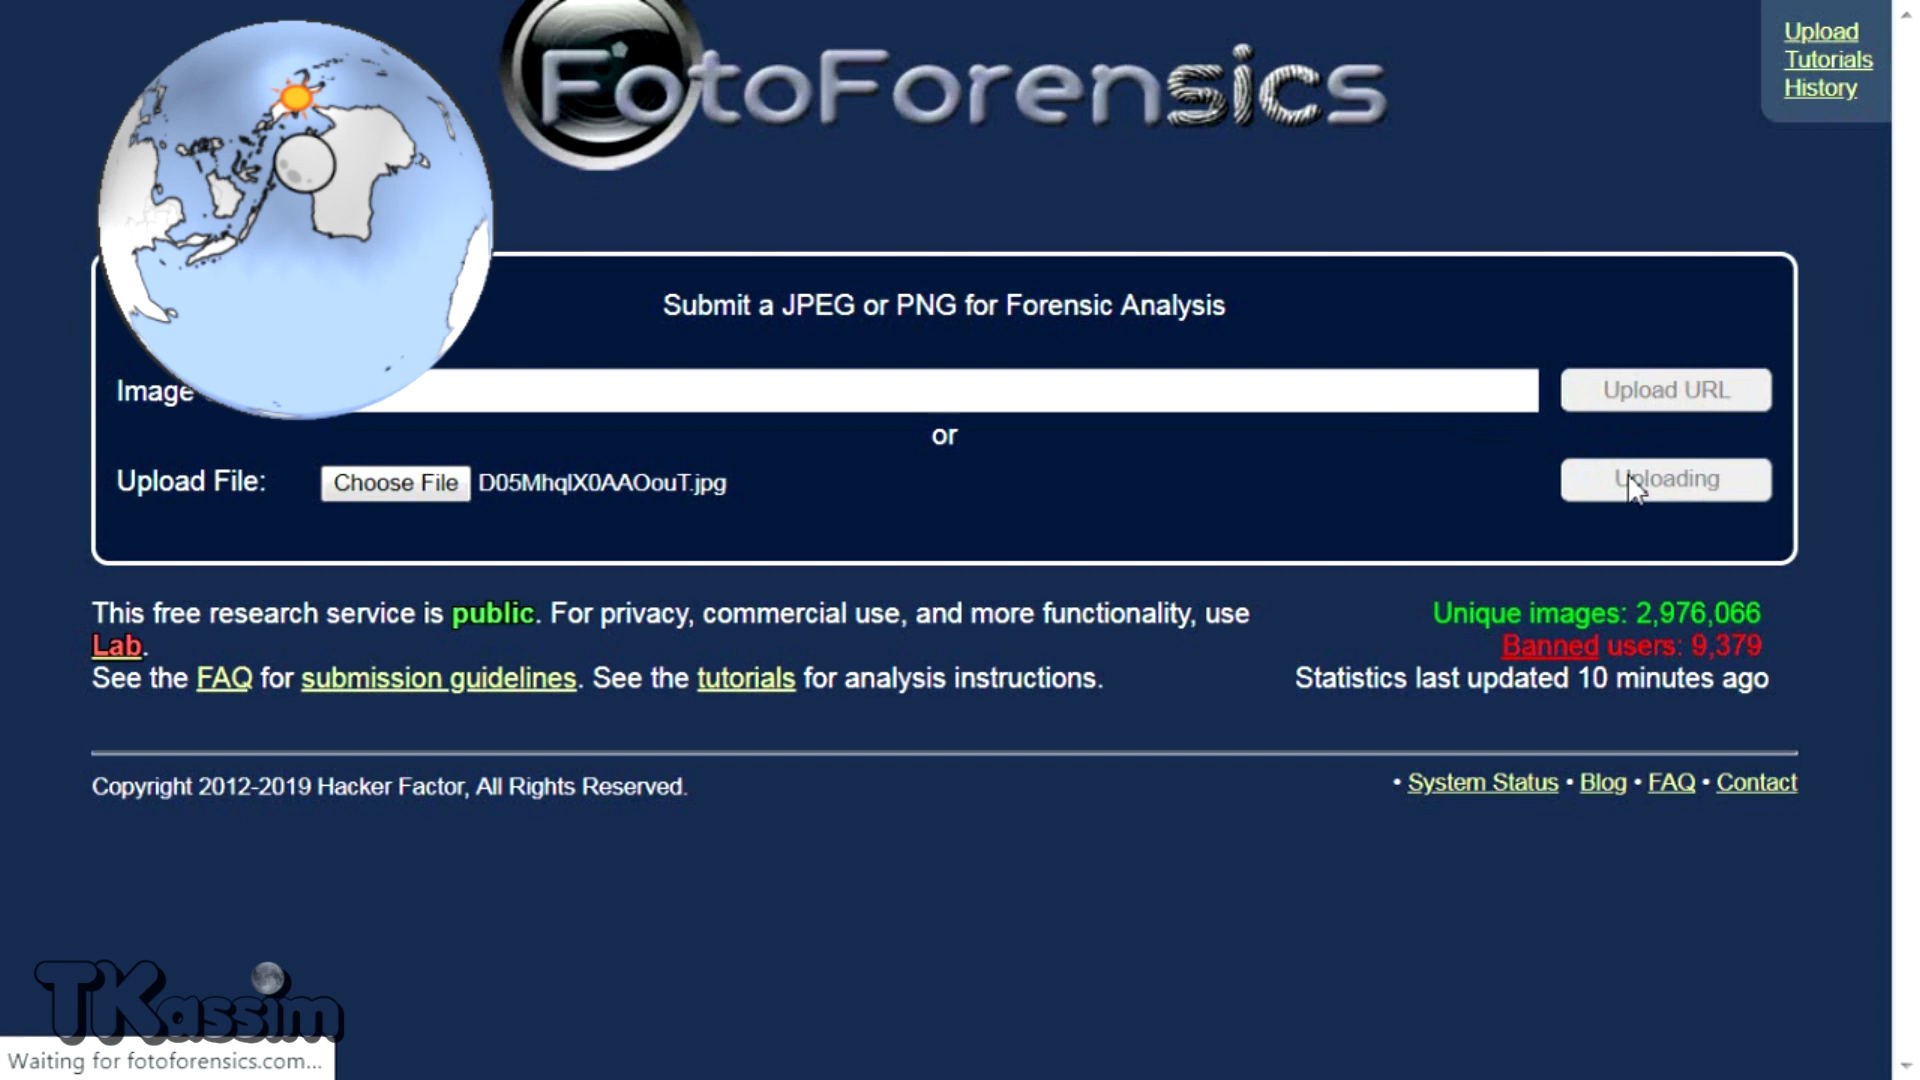 FotoForensics
Upload
Tutorials
History
Submit a JPEG or PNG for Forensic Analysis
Image
Upload URL
or
Upload File:
Choose File D05MhqlX0AAOouT.jpg
Uploading
This free research service is public. For privacy, commercial use, and more functionality, use
Lab.
See the FAQ for submission guidelines. See the tutorials for analysis instructions.
Unique images: 2,976,066
Banned users: 9,379
Statistics last updated 10 minutes ago
Copyright 2012-2019 Hacker Factor, All Rights Reserved.
• System Status • Blog • FAQ • Contact
TKassim
Waiting for fotoforensics.com...